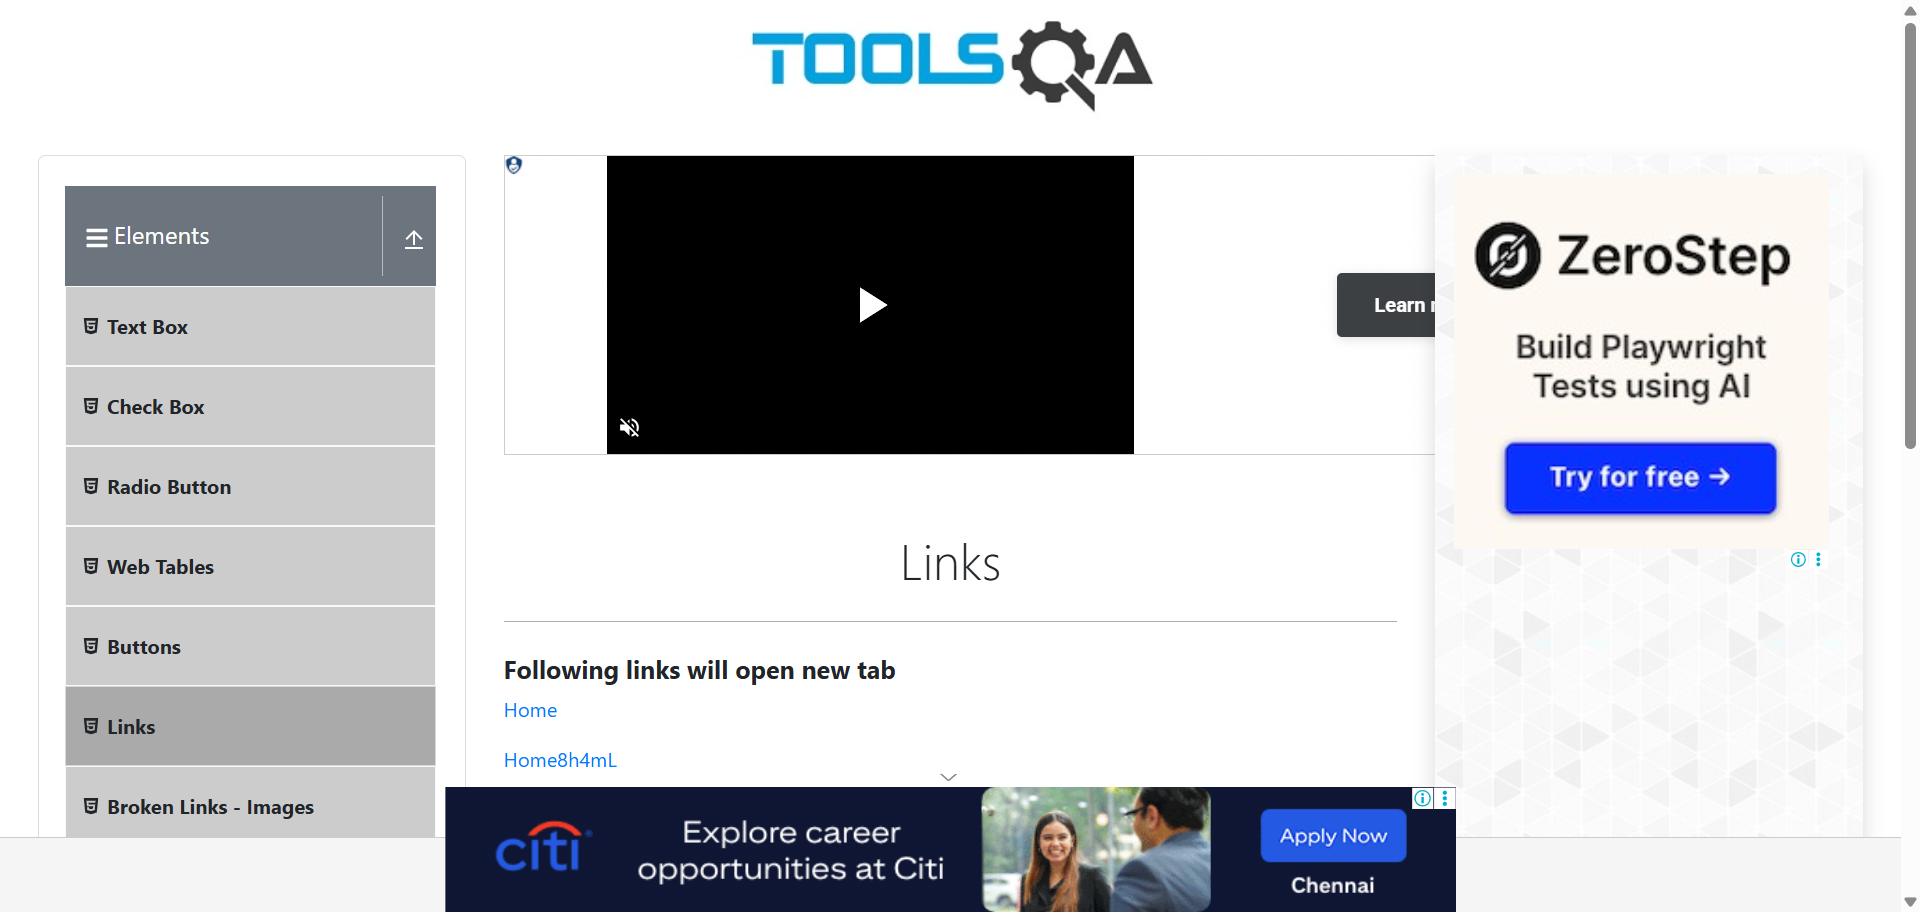 TOOLSQA
Elements
Text Box
Check Box
Radio Button
Web Tables
Buttons
Links
Broken Links - Images
Learn
Links
Following links will open new tab
Home
Home8h4mL
ZeroStep
Build Playwright
Tests using AI
Try for free →
citi
Explore career
opportunities at Citi
Apply Now
Chennai